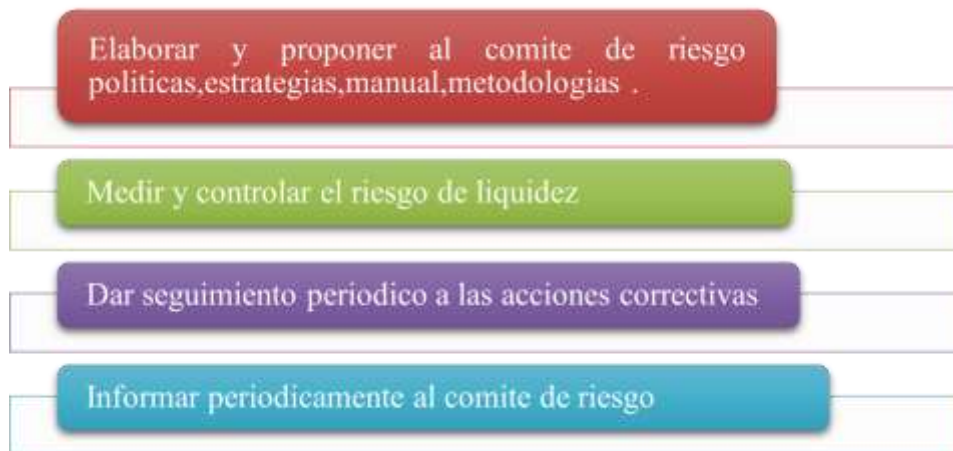 Elaborar y proponer al comite de riesgo
politicas,estrategias,manual,metodologias .
Medir y controlar el riesgo de liquidez
Dar seguimiento periodico a las acciones correctivas
Informar periodicamente al comite de riesgo